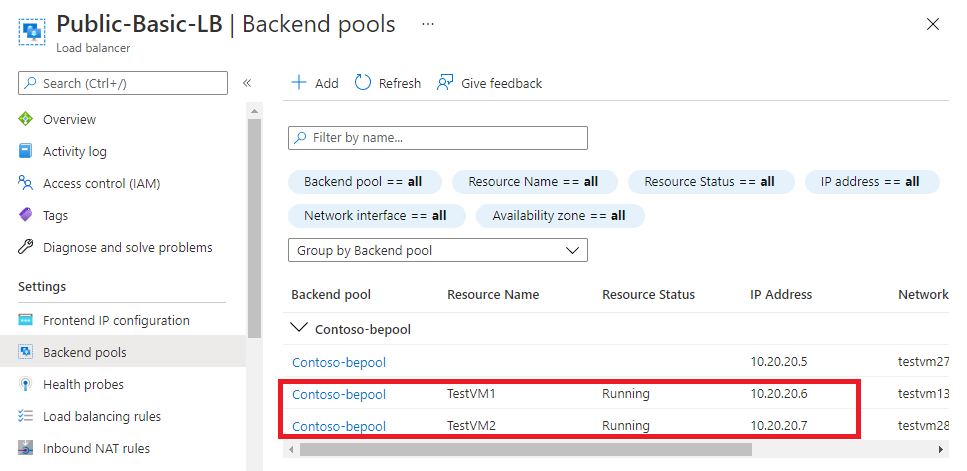 Public-Basic-LB | Backend pools ...
Load balancer
Search (Ctrl+/)
Overview
Activity log
Access control (IAM)
Tags
Diagnose and solve problems
Settings
Frontend IP configuration
Backend pools
Health probes
Load balancing rules
Inbound NAT rules
Add Refresh Give feedback
Filter by name...
Backend pool == all Resource Name == all Resource Status == all IP address == all
Network interface == all Availability zone == all
Group by Backend pool
Backend pool Resource Name Resource Status IP Address Network
Contoso-bepool
Contoso-bepool 10.20.20.5 testvm27
Contoso-bepool TestVM1 Running 10.20.20.6 testvm13
Contoso-bepool TestVM2 Running 10.20.20.7 testvm28